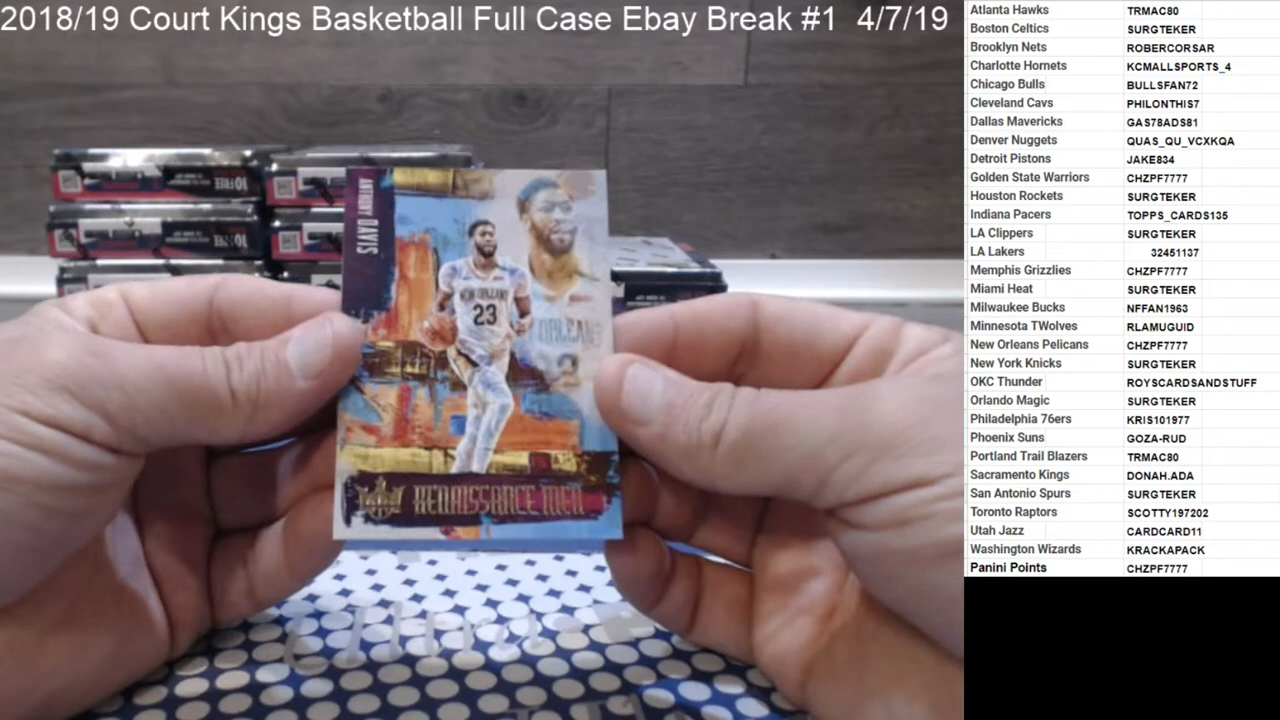 2018/19 Court Kings Basketball Full Case Ebay Break #1 4/7/19
Atlanta Hawks TRMAC80
Boston Celtics SURGTEKER
Brooklyn Nets ROBERCORSAR
Charlotte Hornets KCMALLSPORTS_4
Chicago Bulls BULLSFAN72
Cleveland Cavs PHILONTHIS7
Dallas Mavericks GAS78ADS81
Denver Nuggets QUAS_QU_VCXKQA
Detroit Pistons JAKE834
Golden State Warriors CHZPF7777
Houston Rockets SURGTEKER
Indiana Pacers TOPPS_CARDS135
LA Clippers SURGTEKER
LA Lakers 32451137
Memphis Grizzlies CHZPF7777
Miami Heat SURGTEKER
Milwaukee Bucks NFFAN1963
Minnesota TWolves RLAMUGUID
New Orleans Pelicans CHZPF7777
New York Knicks SURGTEKER
OKC Thunder ROYSCARDSANDSTUFF
Orlando Magic SURGTEKER
Philadelphia 76ers KRIS101977
Phoenix Suns GOZA-RUD
Portland Trail Blazers TRMAC80
Sacramento Kings DONAH.ADA
San Antonio Spurs SURGTEKER
Toronto Raptors SCOTTY197202
Utah Jazz CARDCARD11
Washington Wizards KRACKAPACK
Panini Points CHZPF7777
ANTHONY DAVIS
NEW ORLEANS
23
RENAISSANCE MEN